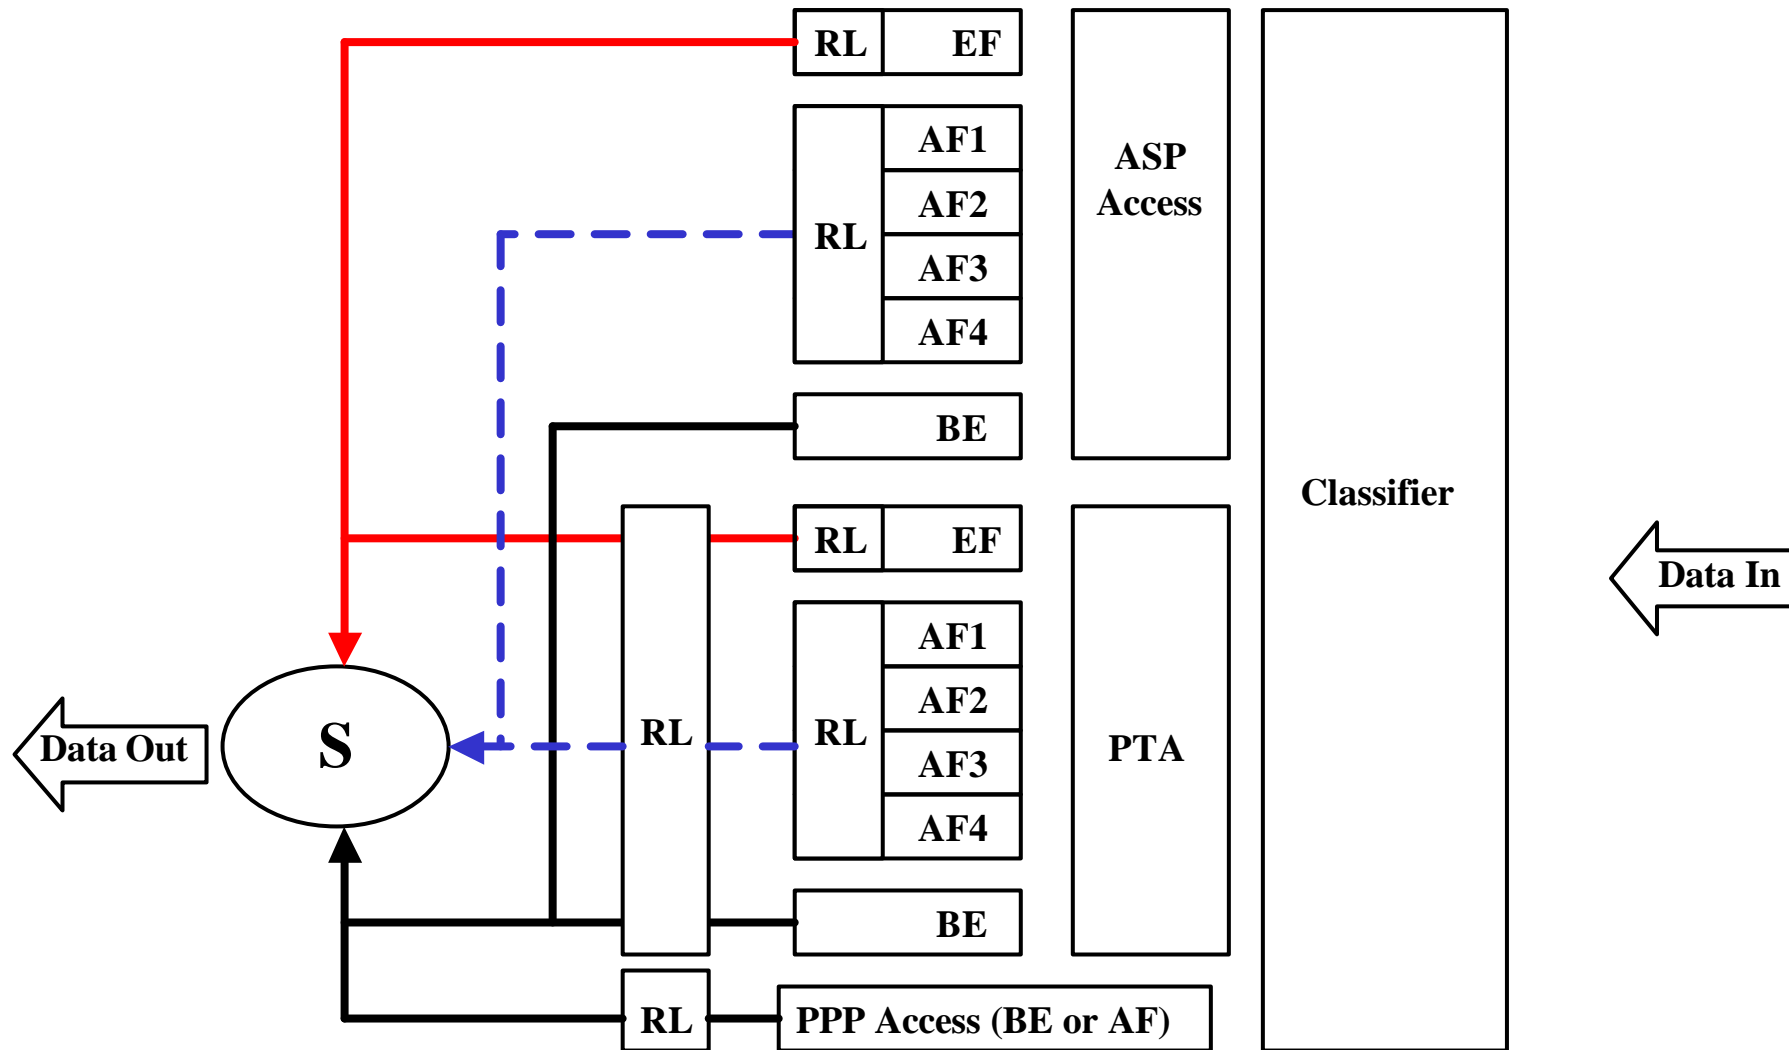 RL EF
AF1
ASP
Access
AF2
RL
AF3
AF4
BE
Classifier
RL EF
Data In
AF1
AF2
RL
RL
S
Data Out
PTA
AF3
AF4
BE
RL
PPP Access (BE or AF)